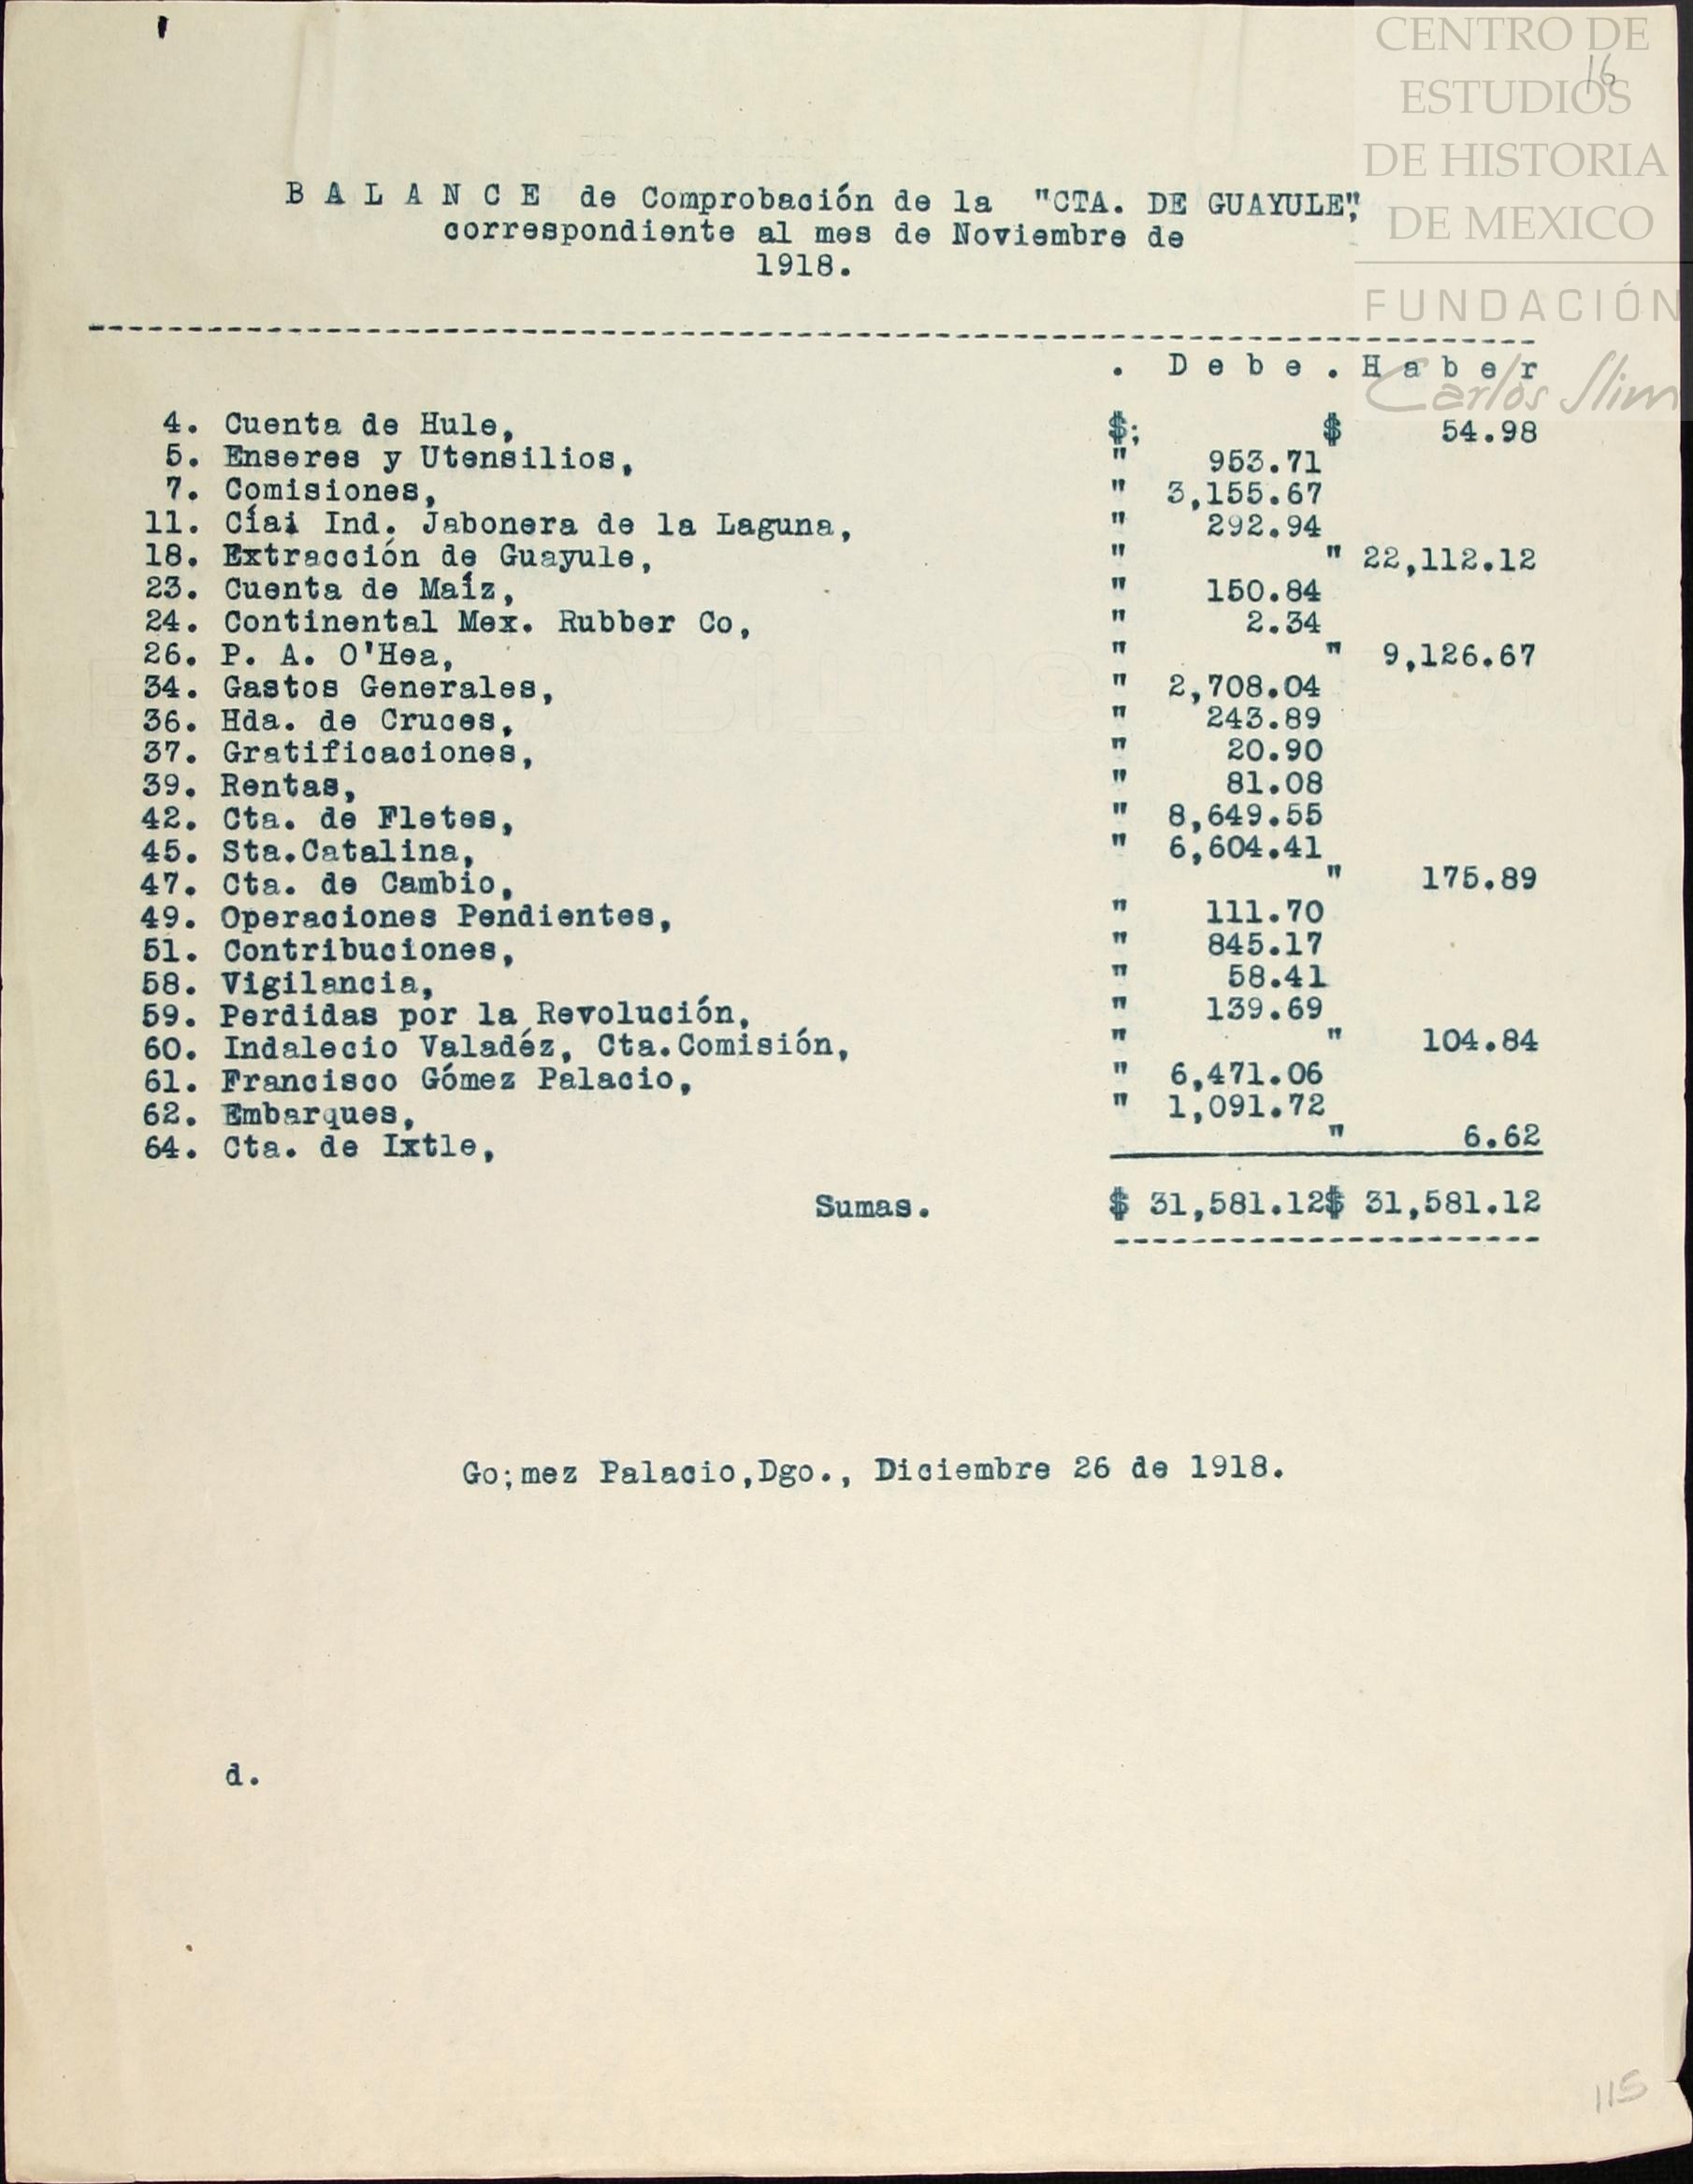 CENTRO DE
ESTUDIOS
DE HISTORIA
DE MEXICO
FUNDACIÓN
Carlos Slim
16
B A L A N C E de Comprobación de la "CTA. DE GUAYULE",
correspondiente al mes de Noviembre de
1918.
. D e b e . H a b e r
4. Cuenta de Hule, $; $ 54.98
5. Enseres y Utensilios, " 953.71
7. Comisiones, " 3,155.67
11. Cíai Ind. Jabonera de la Laguna, " 292.94
18. Extracción de Guayule, " " 22,112.12
23. Cuenta de Maíz, " 150.84
24. Continental Mex. Rubber Co, " 2.34
26. P. A. O'Hea, " " 9,126.67
34. Gastos Generales, " 2,708.04
36. Hda. de Cruces, " 243.89
37. Gratificaciones, " 20.90
39. Rentas, " 81.08
42. Cta. de Fletes, " 8,649.55
45. Sta.Catalina, " 6,604.41
47. Cta. de Cambio, " 175.89
49. Operaciones Pendientes, " 111.70
51. Contribuciones, " 845.17
58. Vigilancia, " 58.41
59. Perdidas por la Revolución, " 139.69
60. Indalecio Valadéz, Cta.Comisión, " " 104.84
61. Francisco Gómez Palacio, " 6,471.06
62. Embarques, " 1,091.72
64. Cta. de Ixtle, " 6.62
Sumas. $ 31,581.12$ 31,581.12
Go;mez Palacio,Dgo., Diciembre 26 de 1918.
d.
115